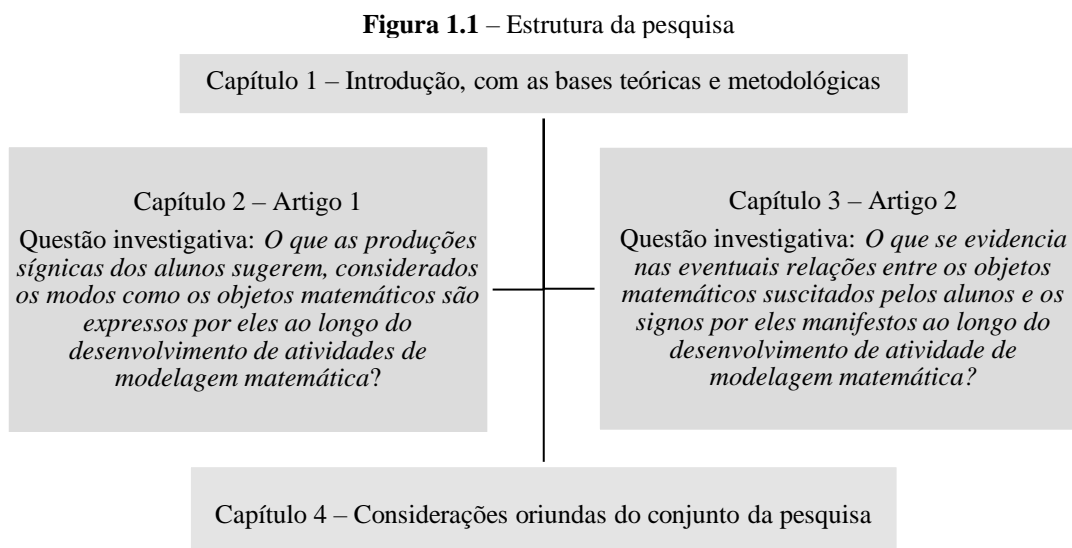 Figura 1.1 – Estrutura da pesquisa
Capítulo 1 – Introdução, com as bases teóricas e metodológicas
Capítulo 2 – Artigo 1
Questão investigativa: O que as produções
sígnicas dos alunos sugerem, considerados
os modos como os objetos matemáticos são
expressos por eles ao longo do
desenvolvimento de atividades de
modelagem matemática?
Capítulo 3 – Artigo 2
Questão investigativa: O que se evidencia
nas eventuais relações entre os objetos
matemáticos suscitados pelos alunos e os
signos por eles manifestos ao longo do
desenvolvimento de atividade de
modelagem matemática?
Capítulo 4 – Considerações oriundas do conjunto da pesquisa